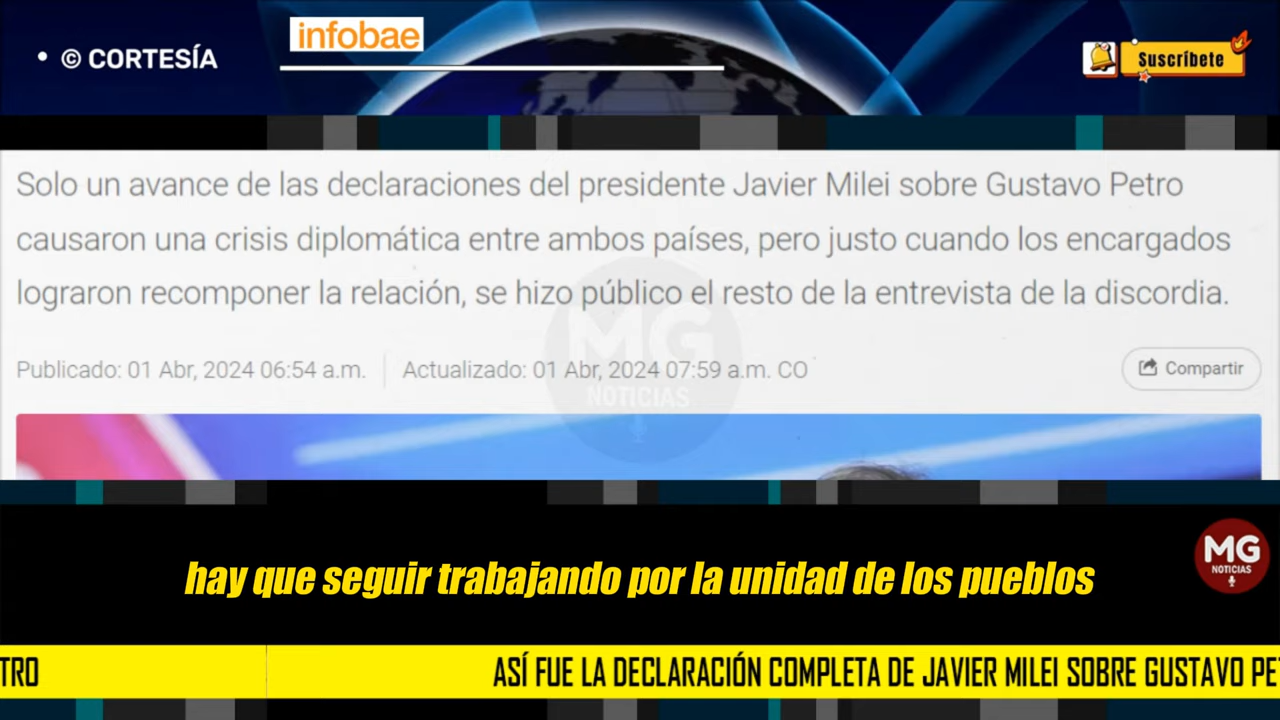 • © CORTESÍA
infobae
Suscríbete
Solo un avance de las declaraciones del presidente Javier Milei sobre Gustavo Petro
causaron una crisis diplomática entre ambos países, pero justo cuando los encargados
lograron recomponer la relación, se hizo público el resto de la entrevista de la discordia.
MG
NOTICIAS
Publicado: 01 Abr, 2024 06:54 a.m.
Actualizado: 01 Abr, 2024 07:59 a.m. CO
Compartir
hay que seguir trabajando por la unidad de los pueblos
MG
NOTICIAS
TRO
ASÍ FUE LA DECLARACIÓN COMPLETA DE JAVIER MILEI SOBRE GUSTAVO PE